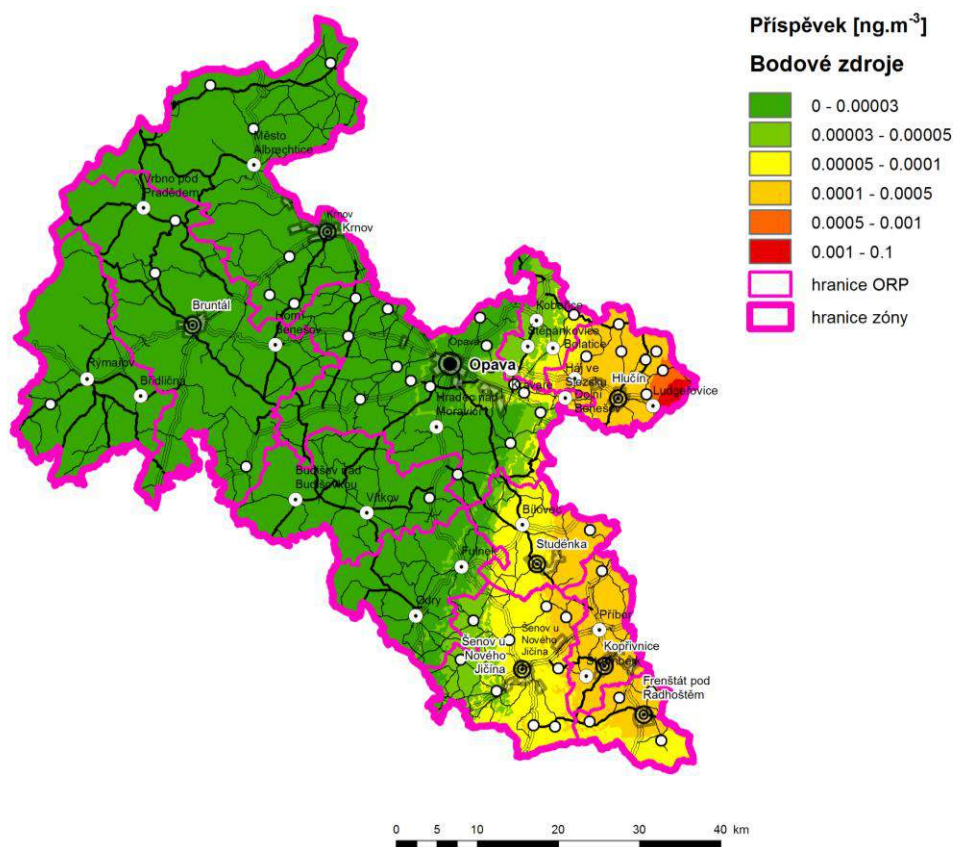 Příspěvek [ng.m-3]
Bodové zdroje
0 - 0.00003
0.00003 - 0.00005
0.00005 - 0.0001
0.0001 - 0.0005
0.0005 - 0.001
0.001 - 0.1
hranice ORP
hranice zóny
Město
Albrechtice
Vrbno pod
Pradědem
Krnov
Krnov
Bruntál
Horní
Benešov
Rýmařov
Břidličná
Kobeřice
Štěpánkovice
Bolatice
Opava
Opava
Háj ve
Slezsku
Dolní
Benešov
Hlučín
Ludgeřovice
Kravaře
Hradec nad
Moravicí
Budišov nad
Budišovkou
Vítkov
Bílovec
Studénka
Fulnek
Odry
Příbor
Šenov u
Nového
Jičína
Šenov u
Nového
Jičína
Kopřivnice
Frenštát pod
Radhoštěm
0 5 10 20 30 40 km